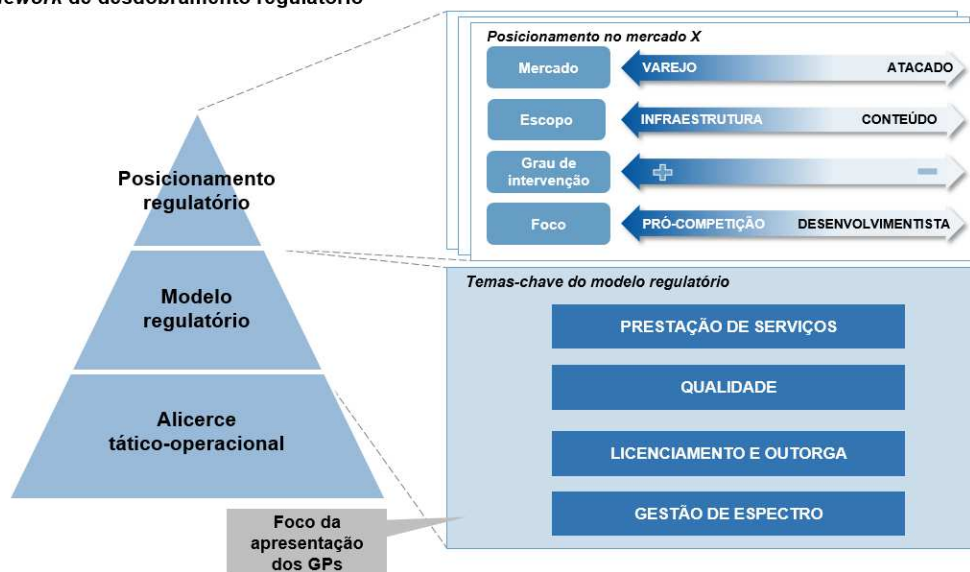 de desdobramento regulatório
Posicionamento no mercado X
Mercado
VAREJO
ATACADO
Escopo
INFRAESTRUTURA
CONTEÚDO
Grau de
intervenção
+
−
Foco
PRÓ-COMPETIÇÃO
DESENVOLVIMENTISTA
Posicionamento
regulatório
Modelo
regulatório
Alicerce
tático-operacional
Temas-chave do modelo regulatório
PRESTAÇÃO DE SERVIÇOS
QUALIDADE
LICENCIAMENTO E OUTORGA
GESTÃO DE ESPECTRO
Foco da
apresentação
dos GPs